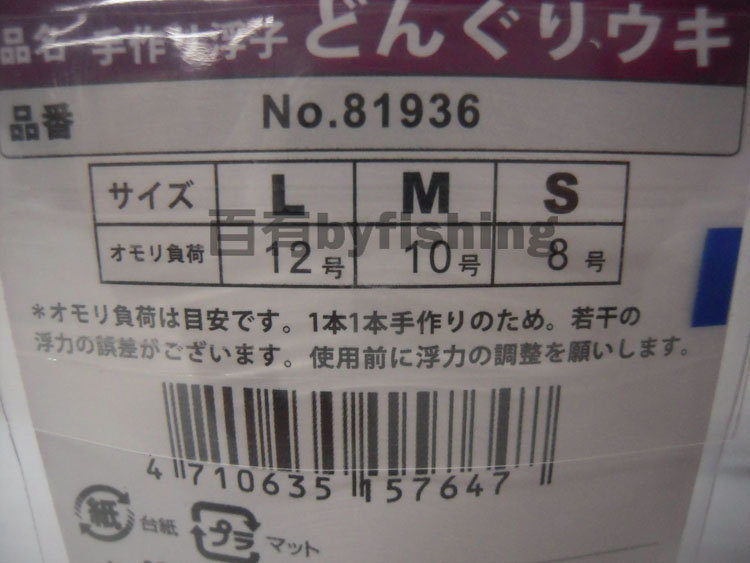 品名 手作り浮子 どんぐりウキ
品番 No.81936
サイズ L M S
オモリ負荷 12号 10号 8号
百有byfishing
*オモリ負荷は目安です。1本1本手作りのため。若干の
浮力の誤差がございます。使用前に浮力の調整を願いします。
4 710635 157647
紙 台紙 プラ マット